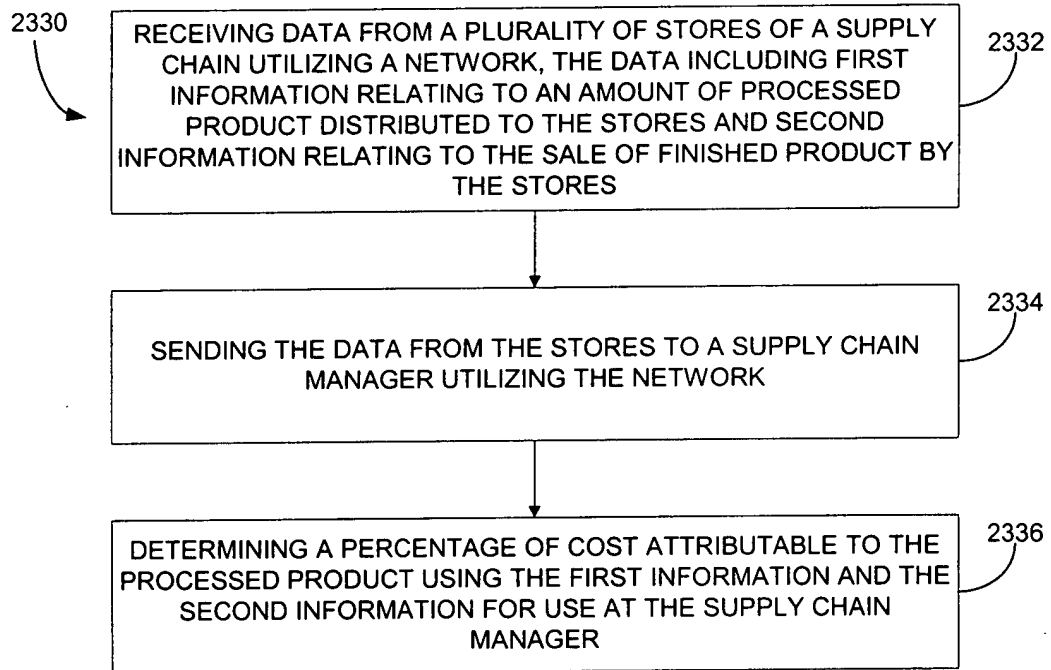 2330
RECEIVING DATA FROM A PLURALITY OF STORES OF A SUPPLY
CHAIN UTILIZING A NETWORK, THE DATA INCLUDING FIRST
INFORMATION RELATING TO AN AMOUNT OF PROCESSED
PRODUCT DISTRIBUTED TO THE STORES AND SECOND
INFORMATION RELATING TO THE SALE OF FINISHED PRODUCT BY
THE STORES
2332
SENDING THE DATA FROM THE STORES TO A SUPPLY CHAIN
MANAGER UTILIZING THE NETWORK
2334
DETERMINING A PERCENTAGE OF COST ATTRIBUTABLE TO THE
PROCESSED PRODUCT USING THE FIRST INFORMATION AND THE
SECOND INFORMATION FOR USE AT THE SUPPLY CHAIN
MANAGER
2336